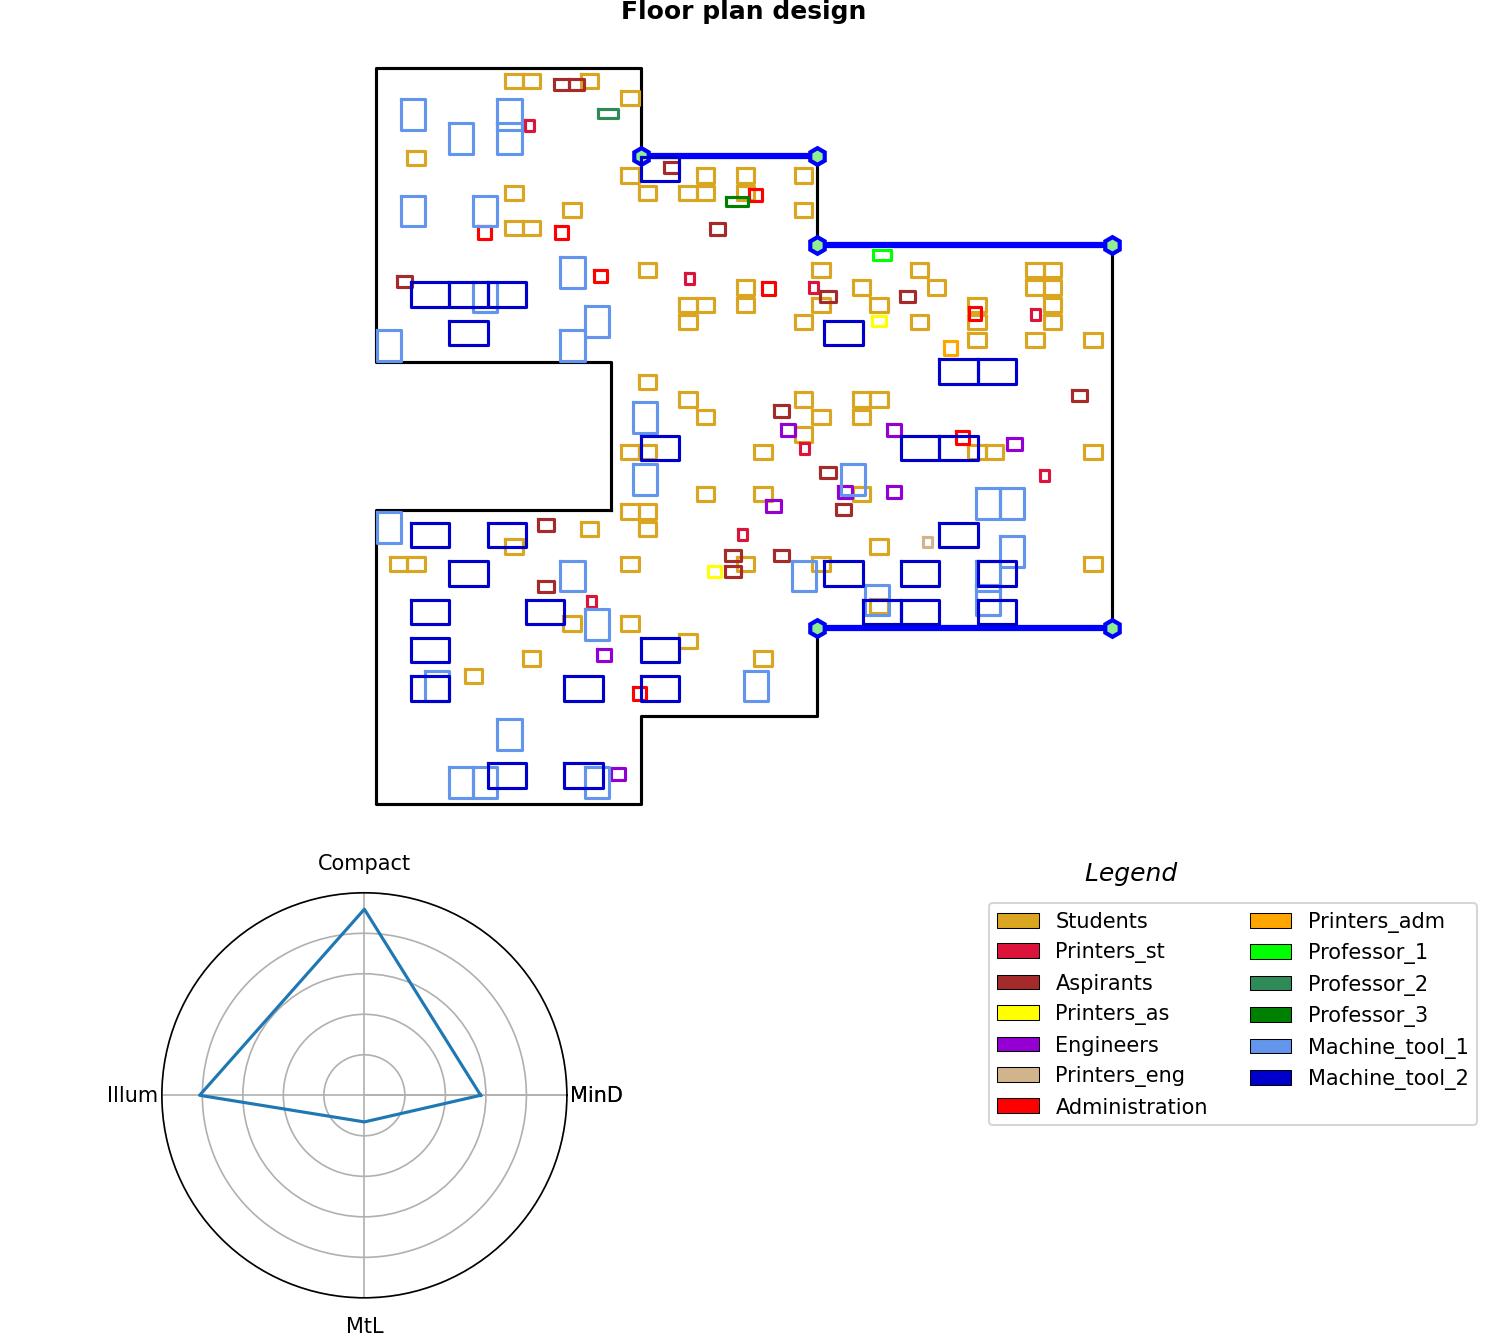 Floor plan design
Compact
Illum
MinD
MtL
Legend
Students
Printers_st
Aspirants
Printers_as
Engineers
Printers_eng
Administration
Printers_adm
Professor_1
Professor_2
Professor_3
Machine_tool_1
Machine_tool_2